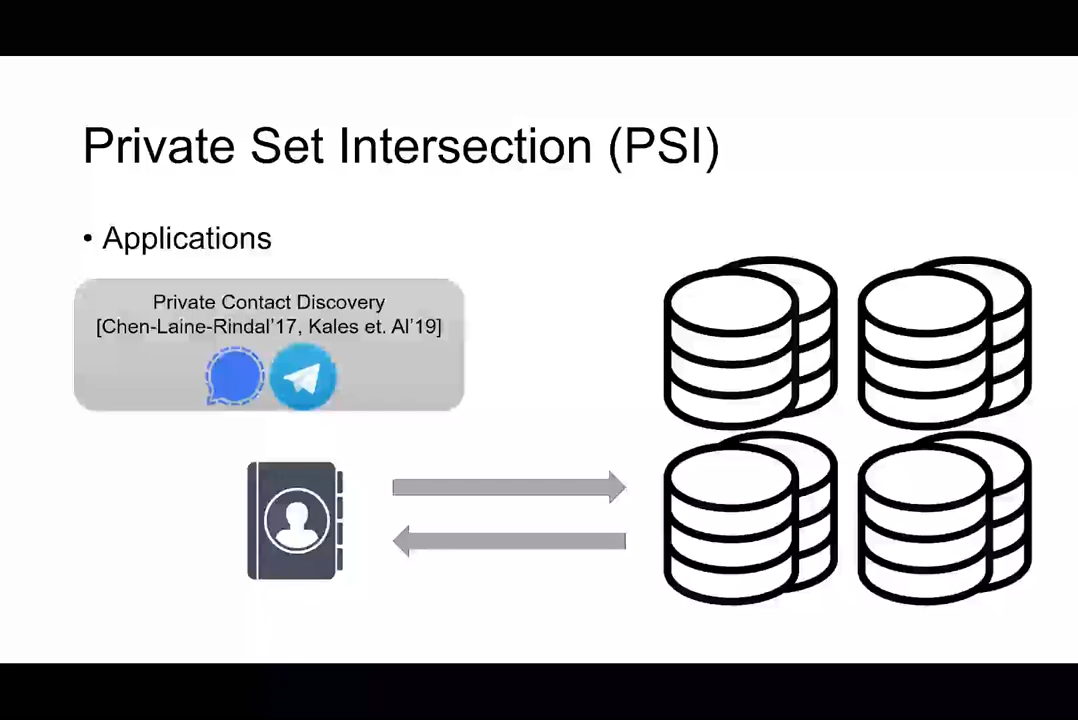 Private Set Intersection (PSI)
• Applications
Private Contact Discovery
[Chen-Laine-Rindal'17, Kales et. Al'19]